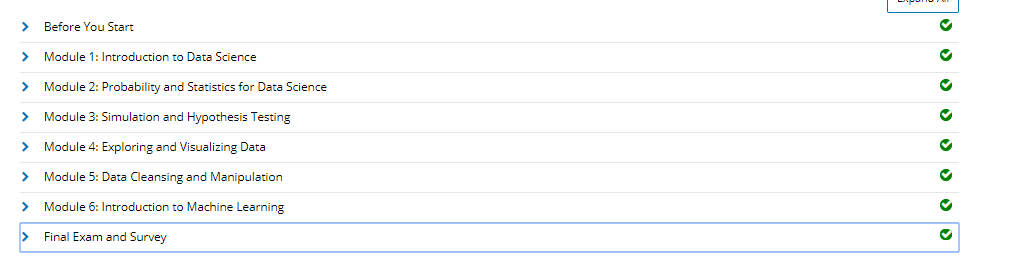 Before You Start
Module 1: Introduction to Data Science
Module 2: Probability and Statistics for Data Science
Module 3: Simulation and Hypothesis Testing
Module 4: Exploring and Visualizing Data
Module 5: Data Cleansing and Manipulation
Module 6: Introduction to Machine Learning
Final Exam and Survey